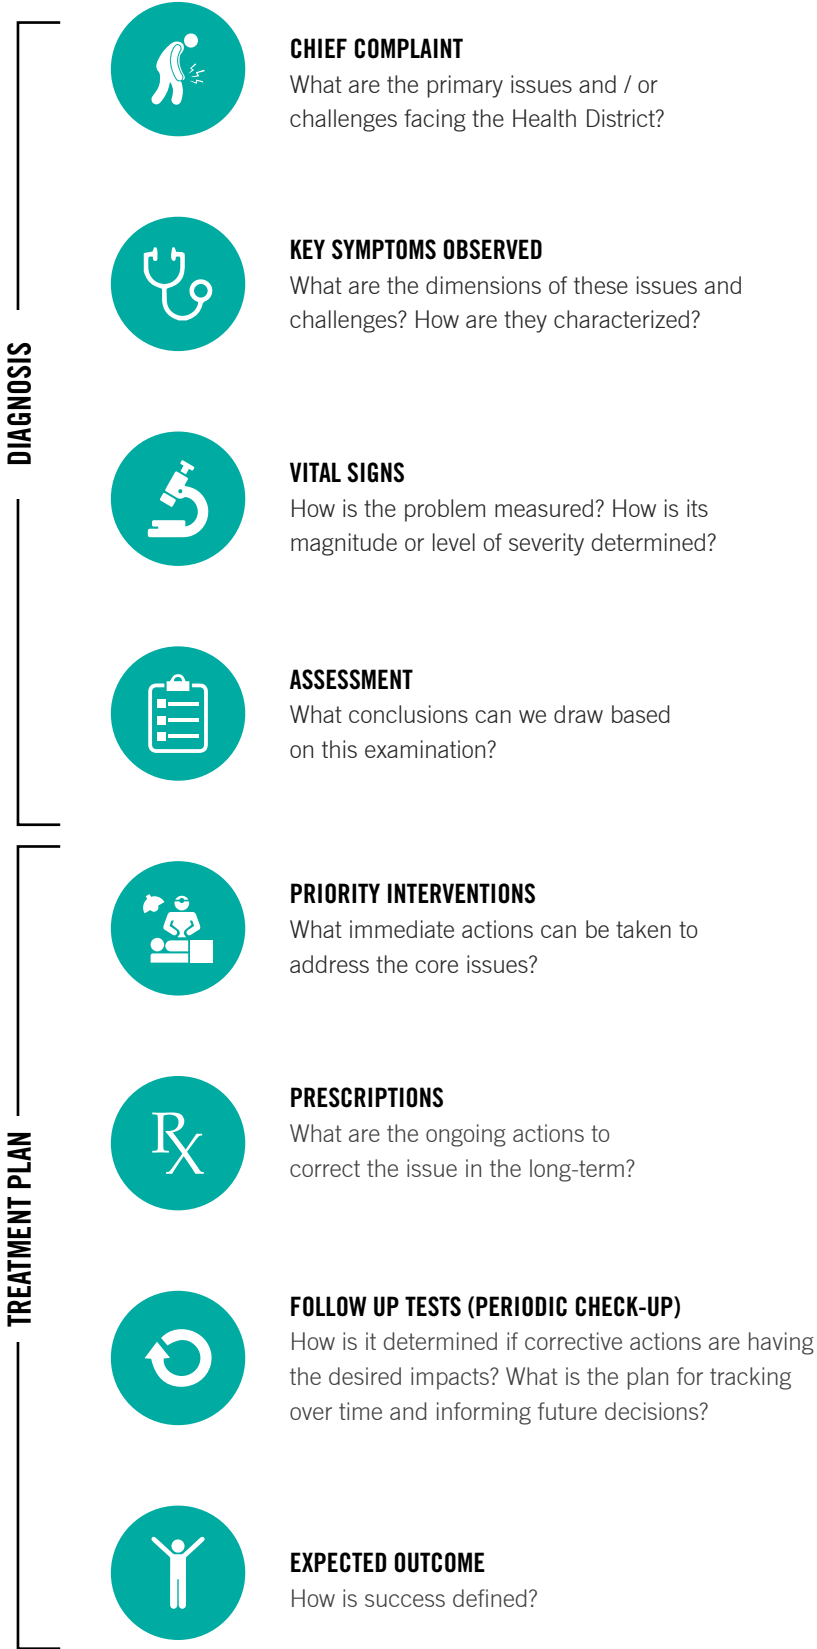 CHIEF COMPLAINT
What are the primary issues and / or
challenges facing the Health District?
KEY SYMPTOMS OBSERVED
What are the dimensions of these issues and
challenges? How are they characterized?
DIAGNOSIS
VITAL SIGNS
How is the problem measured? How is its
magnitude or level of severity determined?
ASSESSMENT
What conclusions can we draw based
on this examination?
PRIORITY INTERVENTIONS
What immediate actions can be taken to
address the core issues?
PRESCRIPTIONS
What are the ongoing actions to
correct the issue in the long-term?
Rx
TREATMENT PLAN
FOLLOW UP TESTS (PERIODIC CHECK-UP)
How is it determined if corrective actions are having
the desired impacts? What is the plan for tracking
over time and informing future decisions?
EXPECTED OUTCOME
How is success defined?